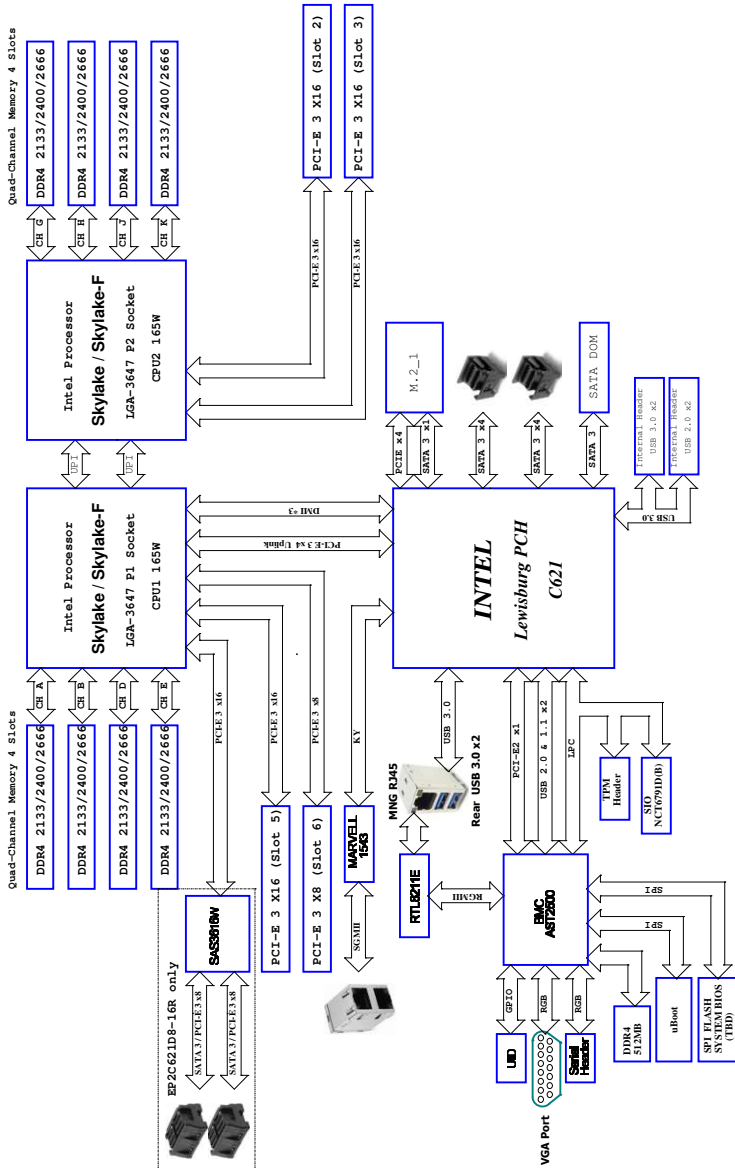 Quad-Channel Memory 4 Slots
DDR4 2133/2400/2666
DDR4 2133/2400/2666
DDR4 2133/2400/2666
DDR4 2133/2400/2666
CH A
CH B
CH D
CH E
Intel Processor
Skylake / Skylake-F
LGA-3647 P1 Socket
CPU1 165W
UPI
UPI
Intel Processor
Skylake / Skylake-F
LGA-3647 P2 Socket
CPU2 165W
CH G
CH H
CH J
CH K
Quad-Channel Memory 4 Slots
DDR4 2133/2400/2666
DDR4 2133/2400/2666
DDR4 2133/2400/2666
DDR4 2133/2400/2666
EP2C621D8-16R only
SATA 3 / PCI-E 3 x8
SATA 3 / PCI-E 3 x8
SAS3616W
PCI-E 3 x16
PCI-E 3 X16 (Slot 5)
PCI-E 3 x16
PCI-E 3 X8 (Slot 6)
PCI-E 3 x8
PCI-E 3 x4 Uplink
DMI *3
PCI-E 3 x16
PCI-E 3 X16 (Slot 2)
PCI-E 3 x16
PCI-E 3 X16 (Slot 3)
SGMII
MARVELL
1543
KY
INTEL
Lewisburg PCH
C621
PCIE x4
SATA 3 x1
M.2_1
SATA 3 x4
SATA 3 x4
SATA 3
SATA DOM
USB 3.0
Internal Header
USB 3.0 x2
Internal Header
USB 2.0 x2
MNG RJ45
Rear USB 3.0 x2
USB 3.0
RTL8211E
RGMII
PCI-E2 x1
USB 2.0 & 1.1 x2
LPC
TPM
Header
SIO
NCT6791D(B)
BMC
AST2500
GPIO
UID
RGB
VGA Port
RGB
Serial
Header
SPI
SPI
DDR4
512MB
uBoot
SPI FLASH
SYSTEM BIOS
(TBD)